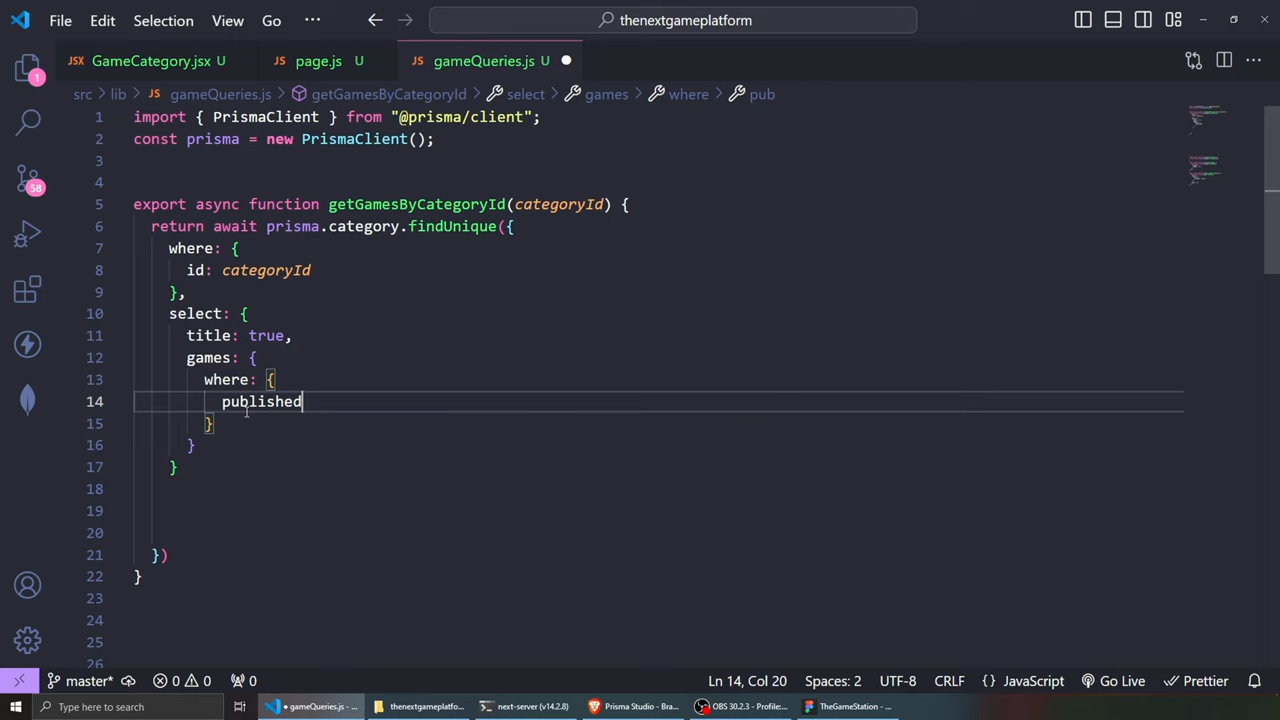 File Edit Selection View Go ··· thenextgameplatform
JSX GameCategory.jsx U JS page.js U JS gameQueries.js U
src > lib > JS gameQueries.js > getGamesByCategoryId > select > games > where > pub
1 import { PrismaClient } from "@prisma/client";
2 const prisma = new PrismaClient();
3
4
5 export async function getGamesByCategoryId(categoryId) {
6 return await prisma.category.findUnique({
7 where: {
8 id: categoryId
9 },
10 select: {
11 title: true,
12 games: {
13 where: {
14 published
15 }
16 }
17 }
18
19
20
21 })
22 }
23
24
25
26
1
58
master* 0 0 0 Ln 14, Col 20 Spaces: 2 UTF-8 CRLF {} JavaScript Go Live Prettier
Type here to search gameQueries.js - ... thenextgameplatfo... next-server (v14.2.8) Prisma Studio - Bra... OBS 30.2.3 - Profile:... TheGameStation - ...